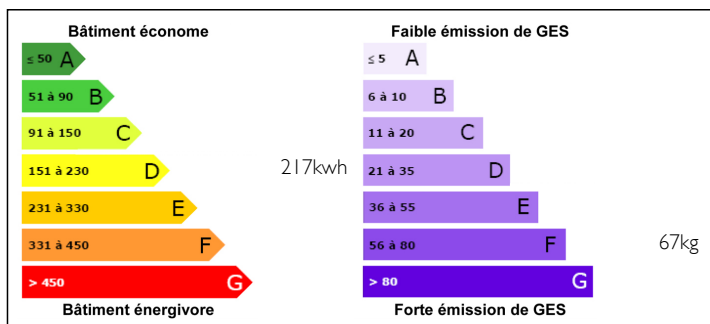 Bâtiment économe
≤ 50 A
51 à 90 B
91 à 150 C
151 à 230 D
217kwh
231 à 330 E
331 à 450 F
> 450 G
Bâtiment énergivore
Faible émission de GES
≤ 5 A
6 à 10 B
11 à 20 C
21 à 35 D
36 à 55 E
56 à 80 F
67kg
> 80 G
Forte émission de GES